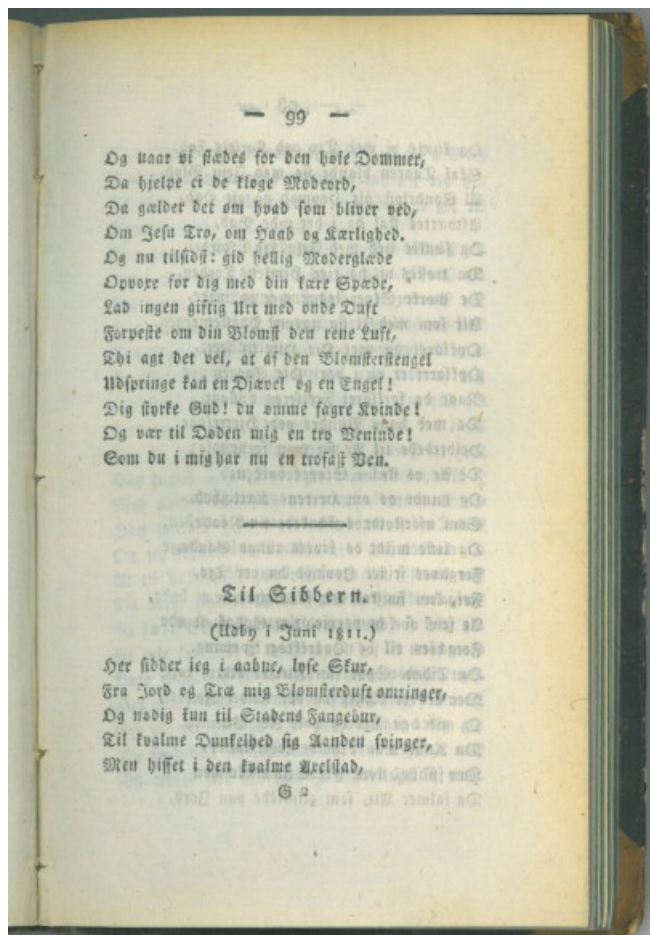 — 99 —
Og naar vi stædes for den høie Dommer,
Da hjelpe ei de kloge Modeord,
Da gælder det om hvad som bliver ved,
Om Jesu Tro, om Haab og Kærlighed.
Og nu tilsidst: gid hellig Moderglæde
Opvoxe for dig med din kære Spæde,
Lad ingen giftig Urt med onde Duft
Forpeste om din Blomst den rene Luft,
Thi agt det vel, at af den Blomsterstengel
Udspringe kan en Djævel og en Engel!
Dig styrke Gud! du omme fagre Kvinde!
Og vær til Døden mig en tro Veninde!
Som du i mig har nu en trofast Ven.
Til Sibbern.
(Udby i Juni 1811.)
Her sidder jeg i aabne, lyse Skur,
Fra Jord og Træ mig Blomsterduft omringer,
Og nødig kun til Stadens Fangebur,
Til kvalme Dunkelhed sig Aanden svinger,
Men hisset i den kvalme Axelstad,
G 2